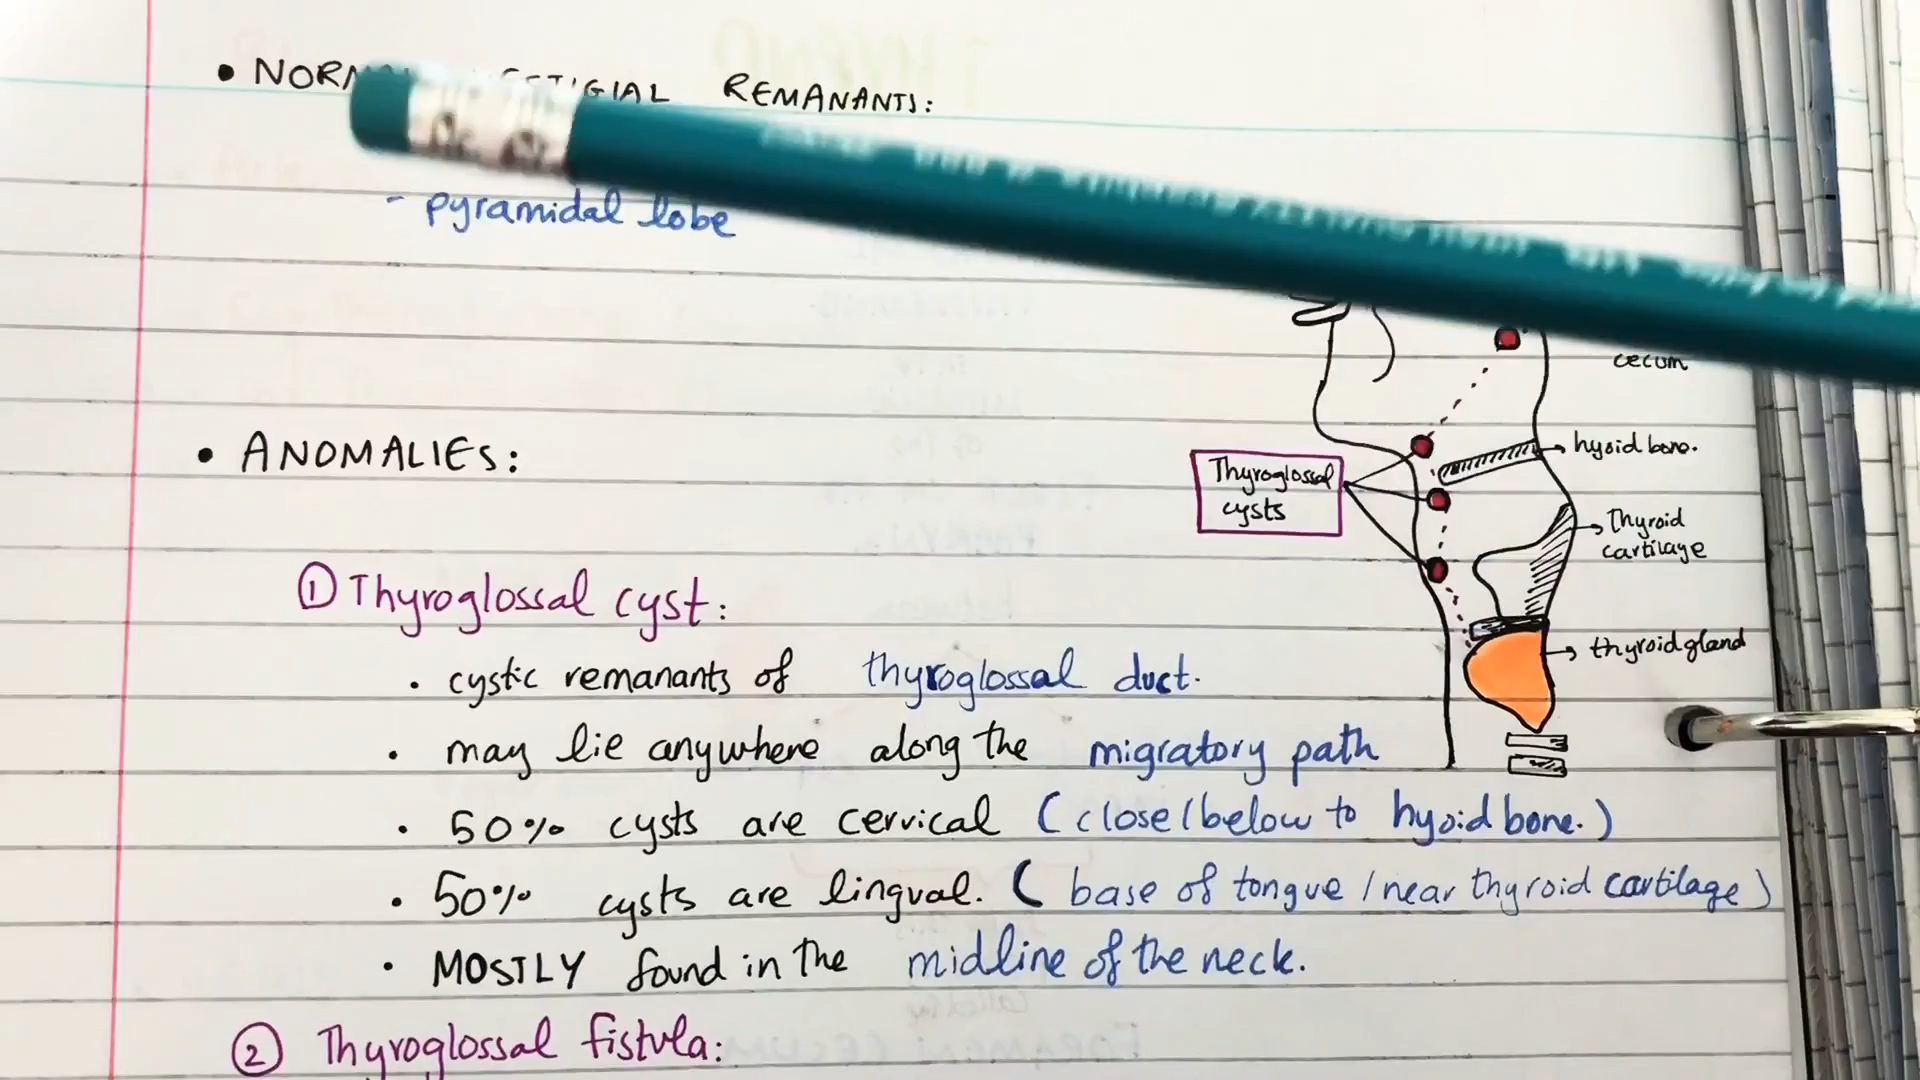 REMANANTS:
- pyramidal lobe
cecum
• ANOMALIES:
Thyroglossal
cysts
hyoid bone.
Thyroid
cartilage
thyroid gland
① Thyroglossal cyst:
• cystic remanants of thyroglossal duct.
• may lie anywhere along the migratory path
• 50% cysts are cervical (close/below to hyoid bone.)
• 50% cysts are lingual. (base of tongue / near thyroid cartilage)
• MOSTLY found in the midline of the neck.
② Thyroglossal fistula: